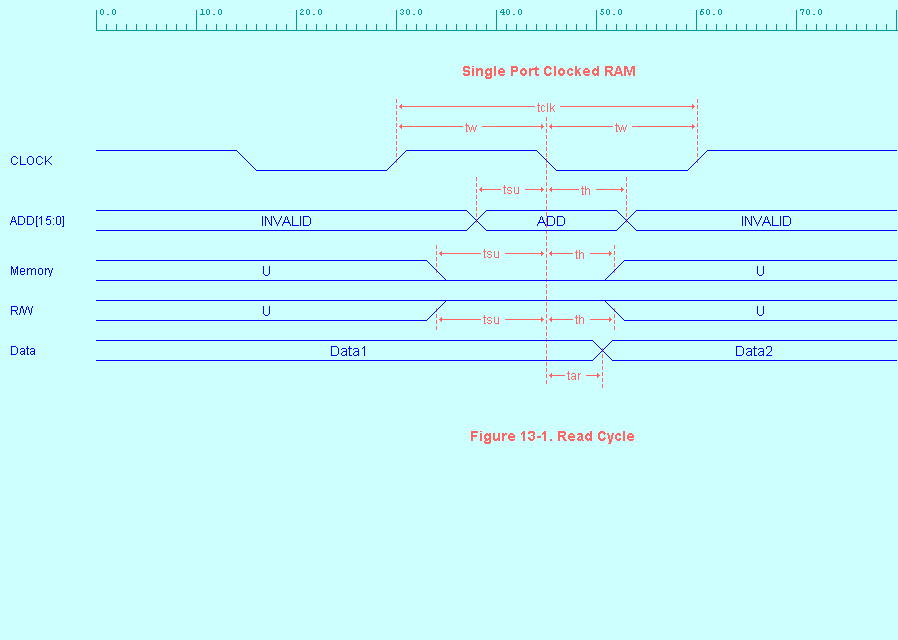 0.0 10.0 20.0 30.0 40.0 50.0 60.0 70.0
Single Port Clocked RAM
tclk
tw tw
CLOCK
tsu th
ADD[15:0] INVALID ADD INVALID
tsu th
Memory U U
R/W U U
tsu th
Data Data1 Data2
tar
Figure 13-1. Read Cycle